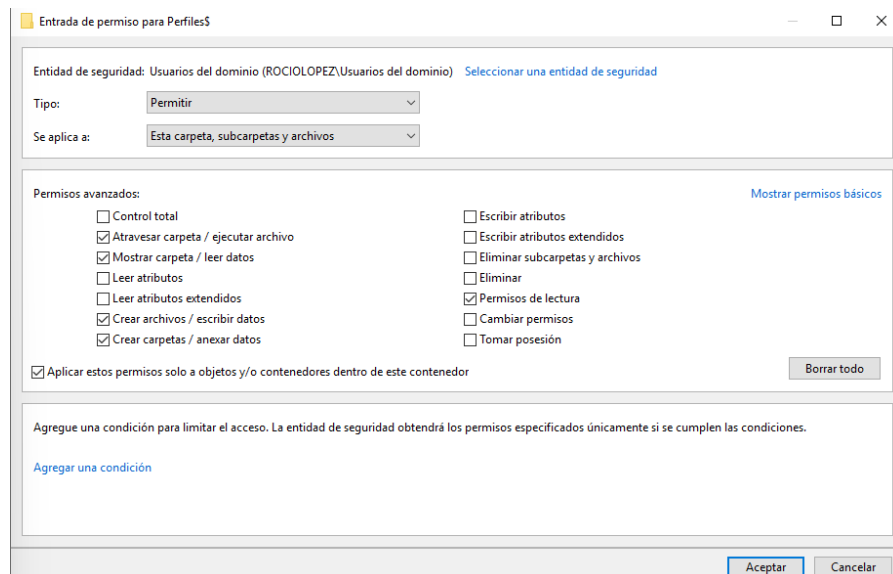 Entrada de permiso para Perfiles$
Entidad de seguridad: Usuarios del dominio (ROCIOLOPEZ\Usuarios del dominio) Seleccionar una entidad de seguridad
Tipo: Permitir
Se aplica a: Esta carpeta, subcarpetas y archivos
Permisos avanzados: Mostrar permisos básicos
Control total Escribir atributos
Atravesar carpeta / ejecutar archivo Escribir atributos extendidos
Mostrar carpeta / leer datos Eliminar subcarpetas y archivos
Leer atributos Eliminar
Leer atributos extendidos Permisos de lectura
Crear archivos / escribir datos Cambiar permisos
Crear carpetas / anexar datos Tomar posesión
Aplicar estos permisos solo a objetos y/o contenedores dentro de este contenedor Borrar todo
Agregue una condición para limitar el acceso. La entidad de seguridad obtendrá los permisos especificados únicamente si se cumplen las condiciones.
Agregar una condición
Aceptar Cancelar